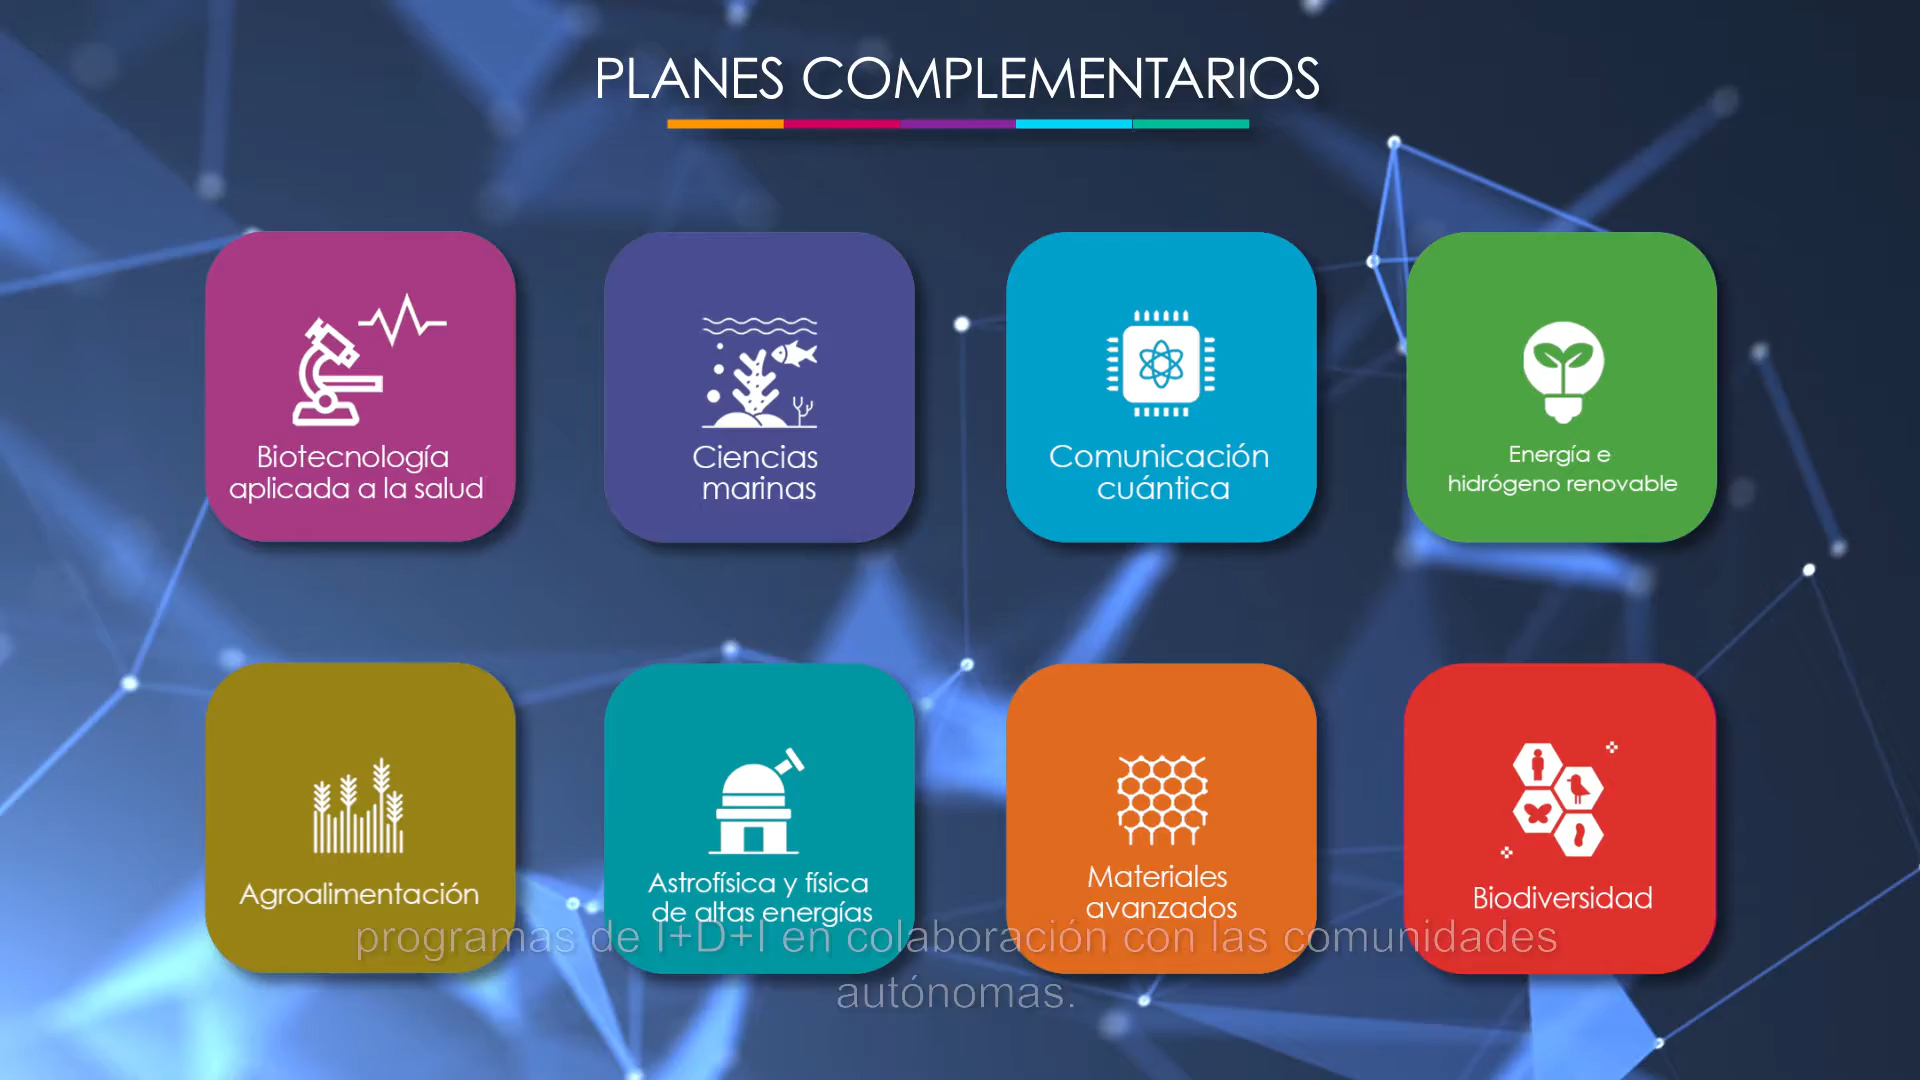 PLANES COMPLEMENTARIOS
Biotecnología
aplicada a la salud
Ciencias
marinas
Comunicación
cuántica
Energía e
hidrógeno renovable
Agroalimentación
Astrofísica y física
de altas energías
Materiales
avanzados
Biodiversidad
programas de I+D+I en colaboración con las comunidades
autónomas.